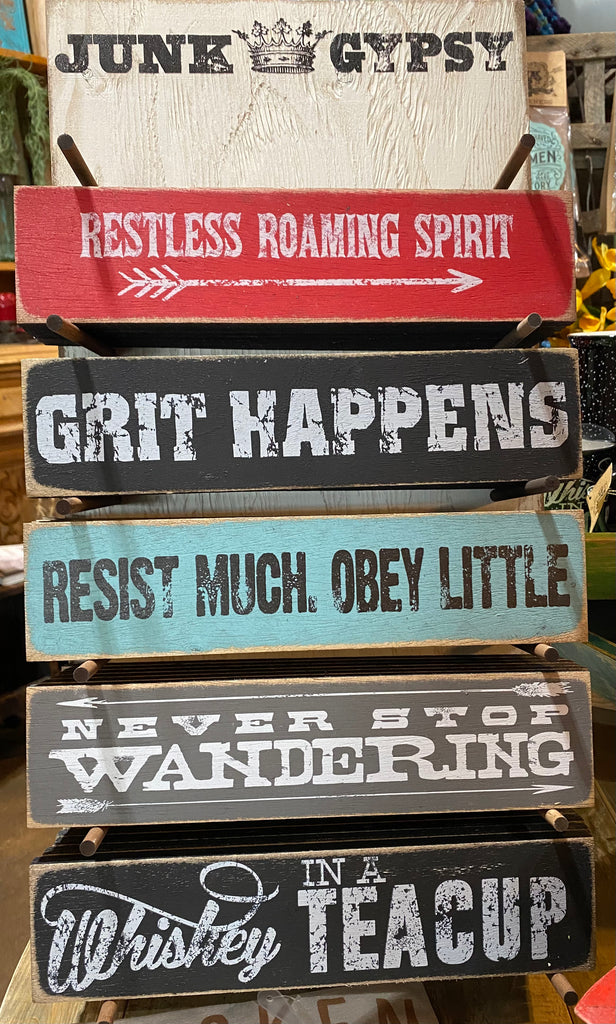 JUNK GYPSY
RESTLESS ROAMING SPIRIT
GRIT HAPPENS
RESIST MUCH. OBEY LITTLE
NEVER STOP
WANDERING
Whiskey IN A
TEACUP